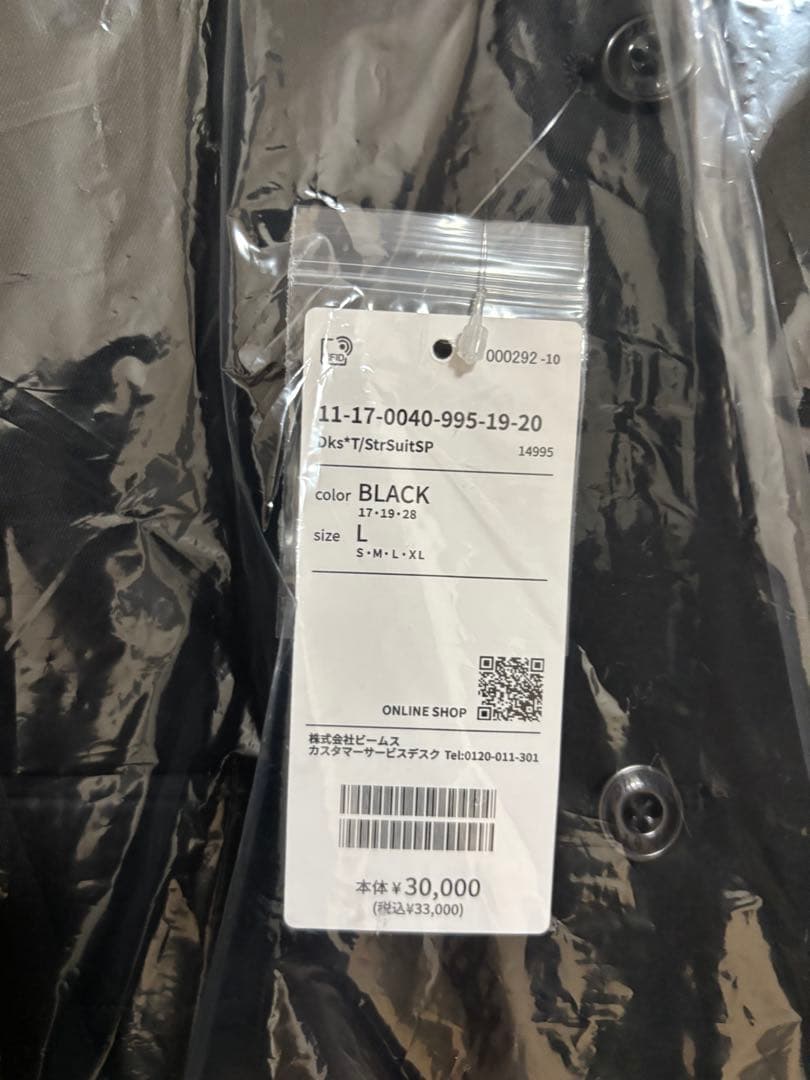 RFID
000292 -10
11-17-0040-995-19-20
Dks*T/StrSuitSP 14995
color BLACK
17・19・28
size L
S・M・L・XL
ONLINE SHOP
株式会社ビームス
カスタマーサービスデスク Tel:0120-011-301
本体¥30,000
(税込¥33,000)